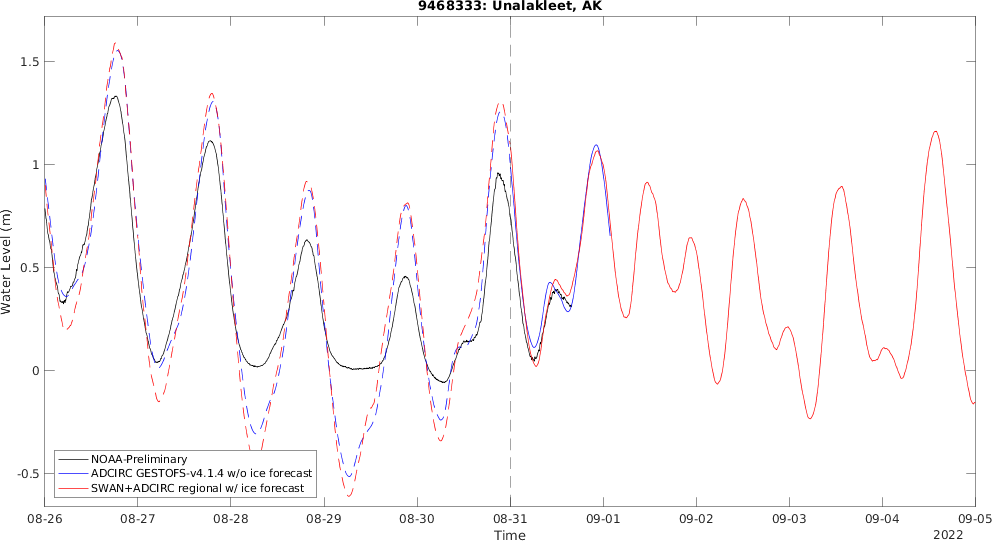 9468333: Unalakleet, AK
Water Level (m)
1.5
1
0.5
0
-0.5
NOAA-Preliminary
ADCIRC GESTOFS-v4.1.4 w/o ice forecast
SWAN+ADCIRC regional w/ ice forecast
08-26 08-27 08-28 08-29 08-30 08-31 09-01 09-02 09-03 09-04 09-05
Time
2022